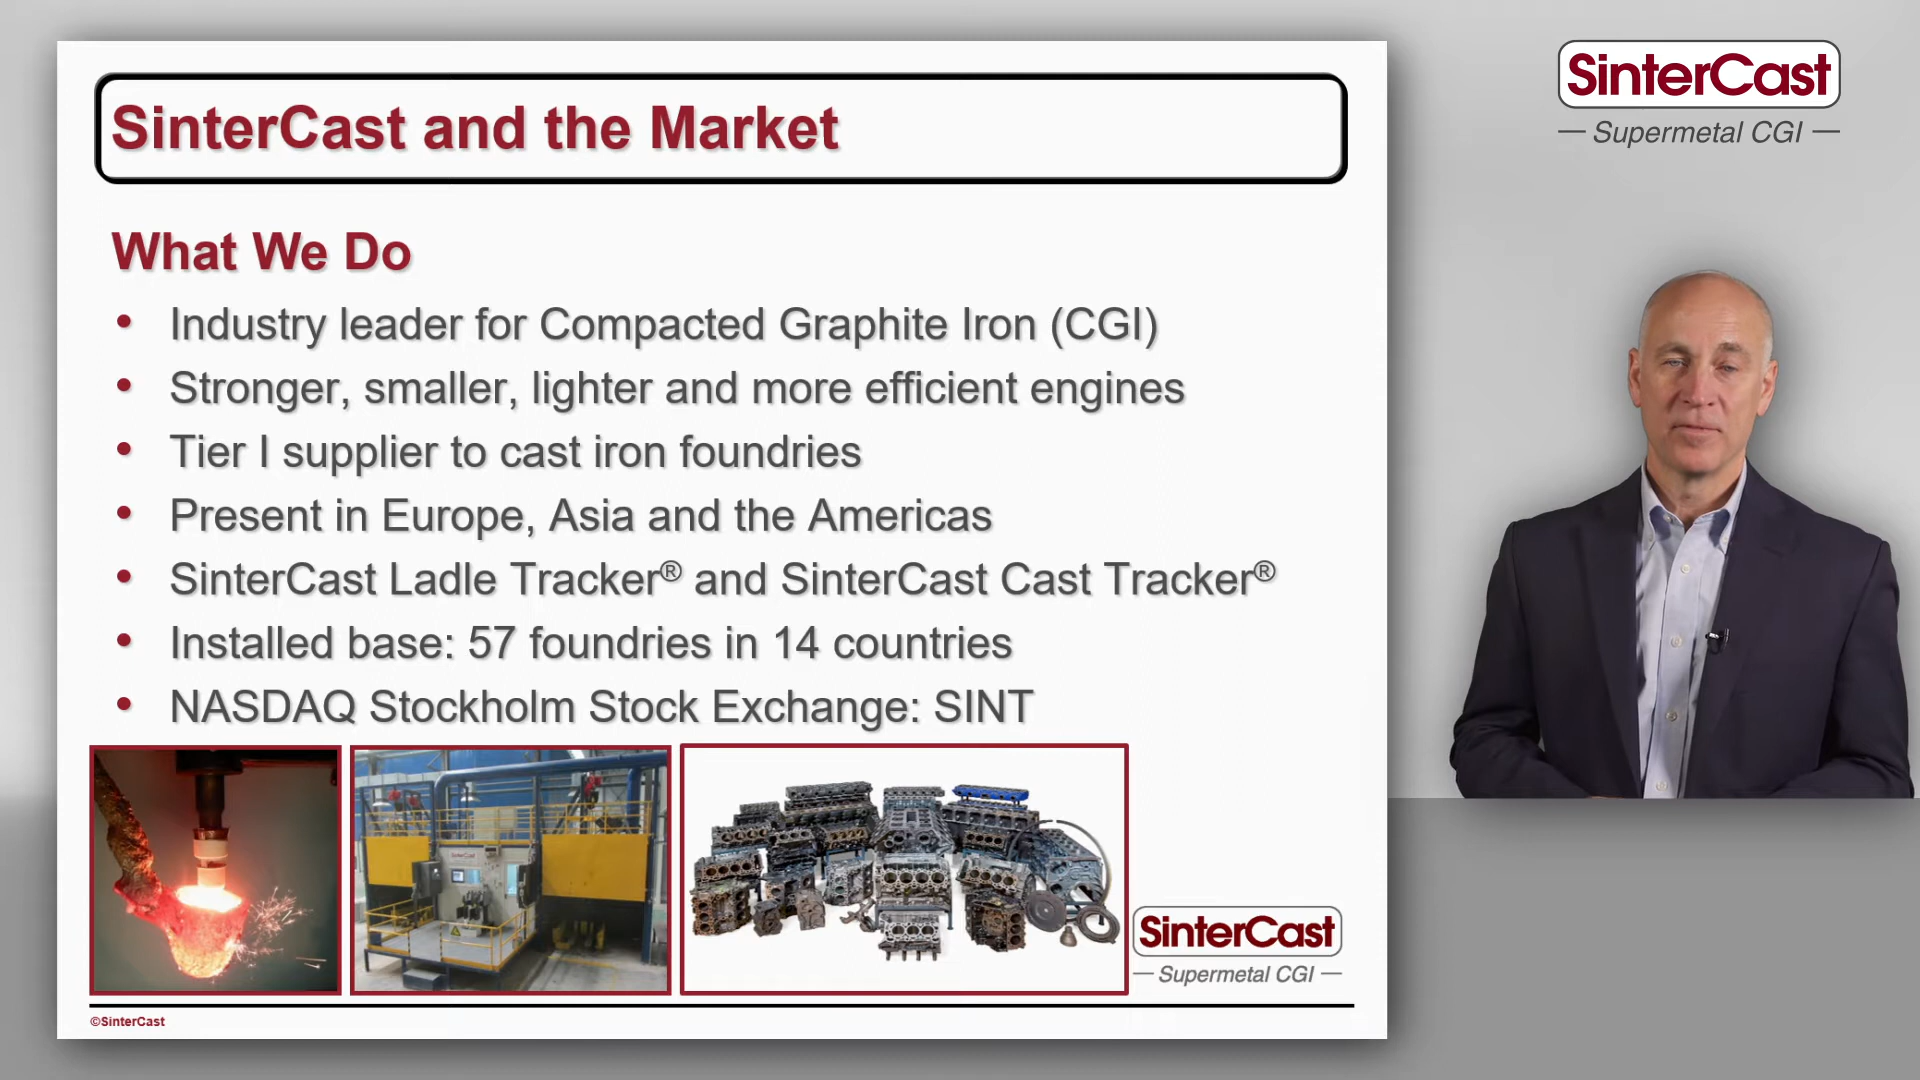 SinterCast and the Market
SinterCast
Supermetal CGI
What We Do
• Industry leader for Compacted Graphite Iron (CGI)
• Stronger, smaller, lighter and more efficient engines
• Tier I supplier to cast iron foundries
• Present in Europe, Asia and the Americas
• SinterCast Ladle Tracker® and SinterCast Cast Tracker®
• Installed base: 57 foundries in 14 countries
• NASDAQ Stockholm Stock Exchange: SINT
SinterCast
SinterCast
Supermetal CGI
©SinterCast